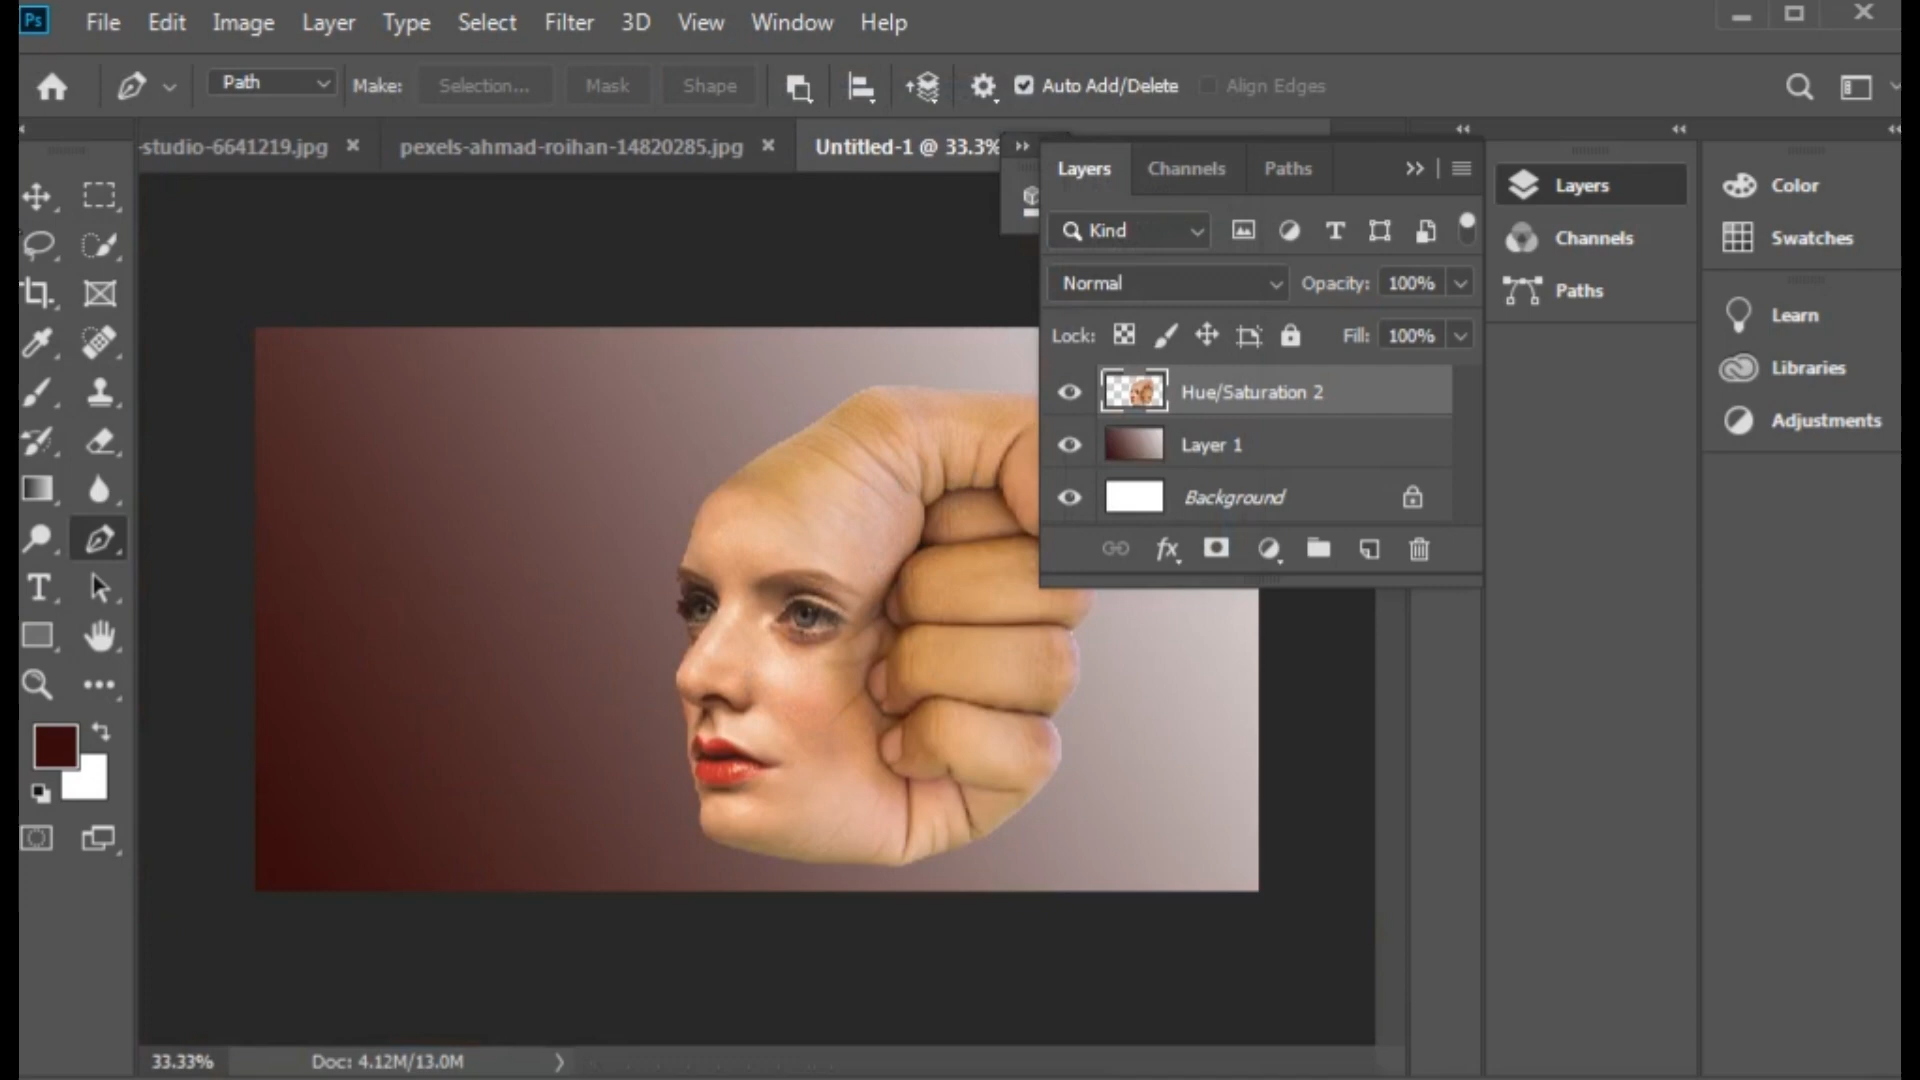 Ps File Edit Image Layer Type Select Filter 3D View Window Help
Path Make: Selection... Mask Shape Auto Add/Delete Align Edges
-studio-6641219.jpg × pexels-ahmad-roihan-14820285.jpg × Untitled-1 @ 33.3%
Layers Channels Paths
Kind
Normal Opacity: 100%
Lock: Fill: 100%
Hue/Saturation 2
Layer 1
Background
fx
Layers
Channels
Paths
Color
Swatches
Learn
Libraries
Adjustments
33.33% Doc: 4.12M/13.0M